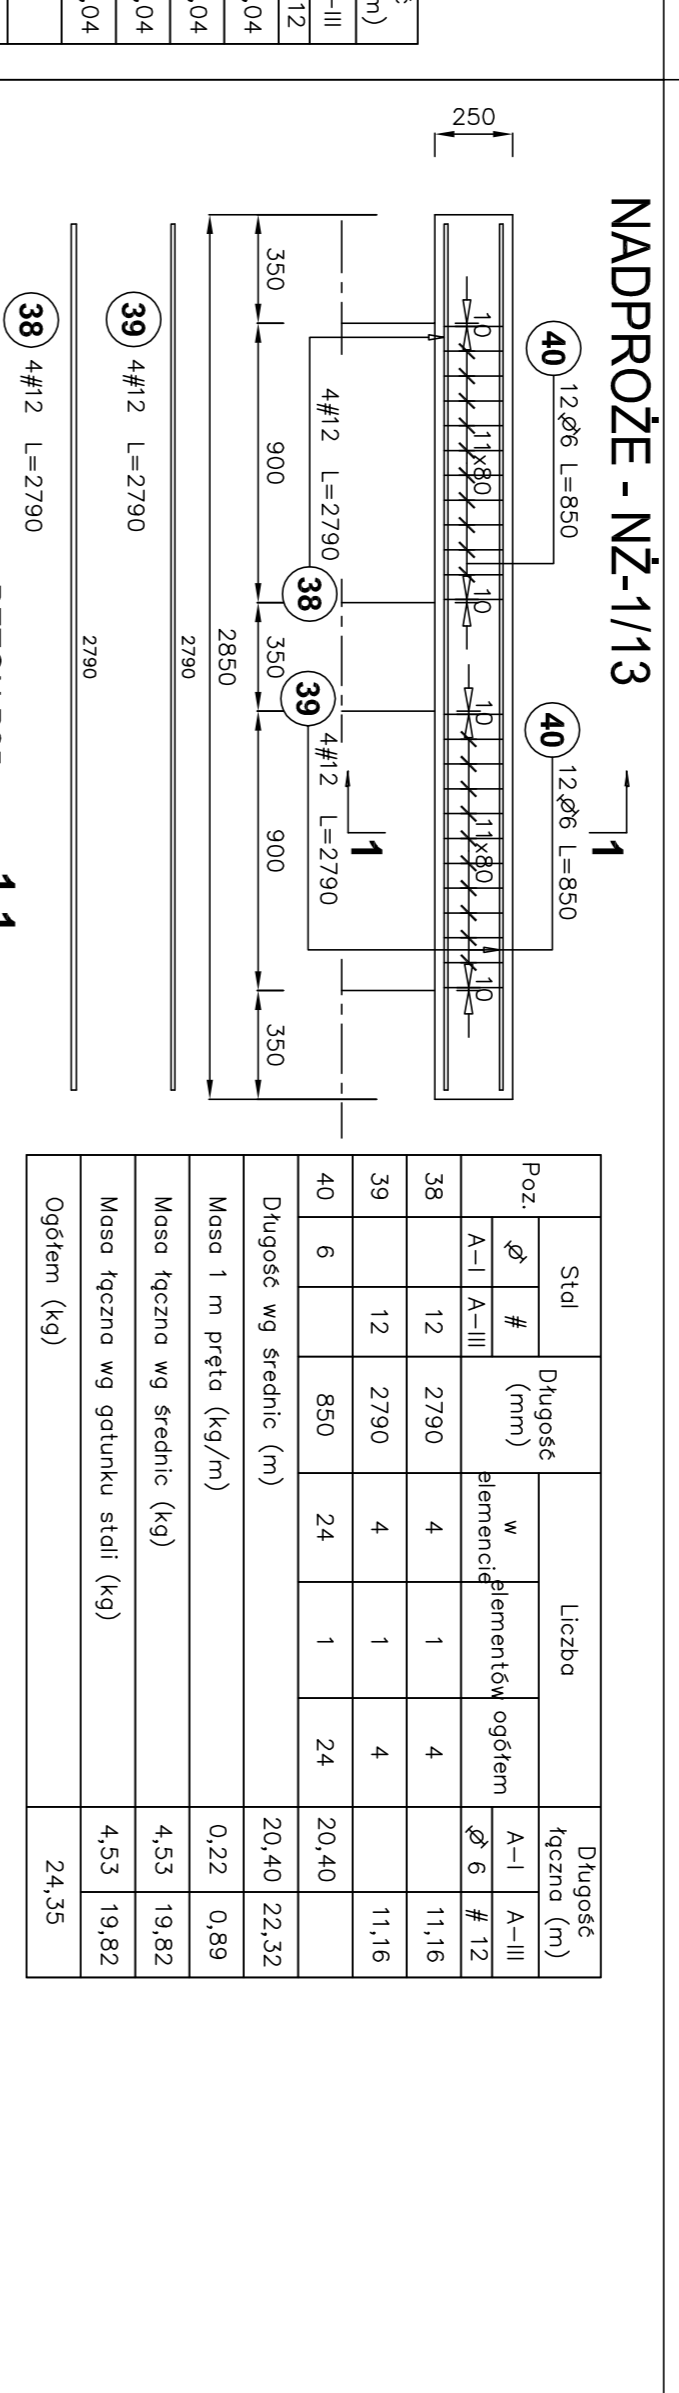 NADPROŻE - NŻ-1/13
40 12∅6 L=850
40 12∅6 L=850
1
250
10 11x80 10
10 11x80 10
4#12 L=2790
38
39
4#12 L=2790
1
350 900 350 900 350
2850
2790
39 4#12 L=2790
2790
38 4#12 L=2790
Poz. Stal Długość (mm) Liczba Długość łączna (m)
∅ # w elemencie elementów ogółem A-I A-III
A-I A-III ∅ 6 # 12
38 12 2790 4 1 4 11,16
39 12 2790 4 1 4 11,16
40 6 850 24 1 24 20,40
Długość wg średnic (m) 20,40 22,32
Masa 1 m pręta (kg/m) 0,22 0,89
Masa łączna wg średnic (kg) 4,53 19,82
Masa łączna wg gatunku stali (kg) 4,53 19,82
Ogółem (kg) 24,35
m)
-III
12
,04
,04
,04
,04